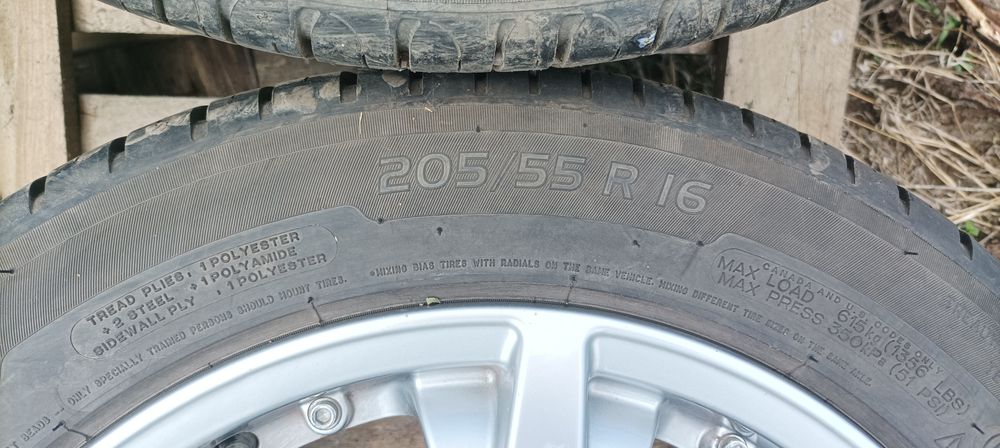 205/55 R 16
TREAD PLIES: 1 POLYESTER
+ 2 STEEL + 1 POLYAMIDE
SIDEWALL PLY : 1 POLYESTER
BEADS ... ONLY SPECIALLY TRAINED PERSONS SHOULD MOUNT TIRES.
•MIXING BIAS TIRES WITH RADIALS ON THE SAME VEHICLE. MIXING DIFFERENT TIRE SIZES ON THE SAME AXLE.
CANADA AND U.S. CODES ONLY
MAX LOAD 615kg (1356 LBS)
MAX PRESS 350kPa (51 PSI)